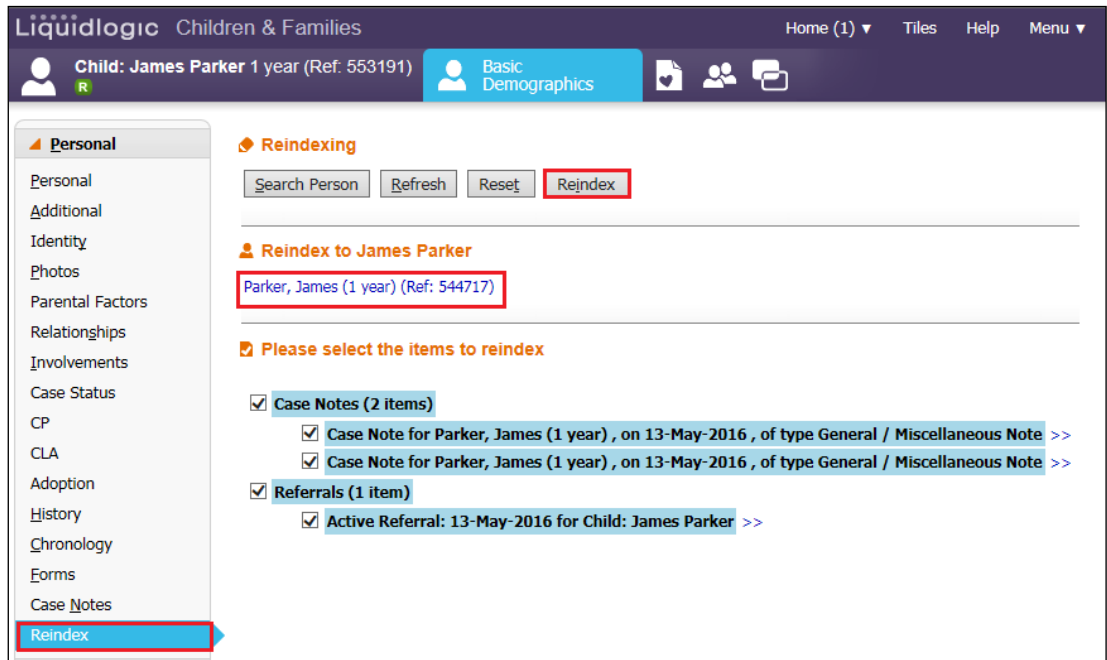 Liquidlogic Children & Families
Home (1) ▼ Tiles Help Menu ▼
Child: James Parker 1 year (Ref: 553191)
R
Basic
Demographics
Personal
Personal
Additional
Identity
Photos
Parental Factors
Relationships
Involvements
Case Status
CP
CLA
Adoption
History
Chronology
Forms
Case Notes
Reindex
Reindexing
Search Person Refresh Reset Reindex
Reindex to James Parker
Parker, James (1 year) (Ref: 544717)
Please select the items to reindex
Case Notes (2 items)
Case Note for Parker, James (1 year) , on 13-May-2016 , of type General / Miscellaneous Note >>
Case Note for Parker, James (1 year) , on 13-May-2016 , of type General / Miscellaneous Note >>
Referrals (1 item)
Active Referral: 13-May-2016 for Child: James Parker >>